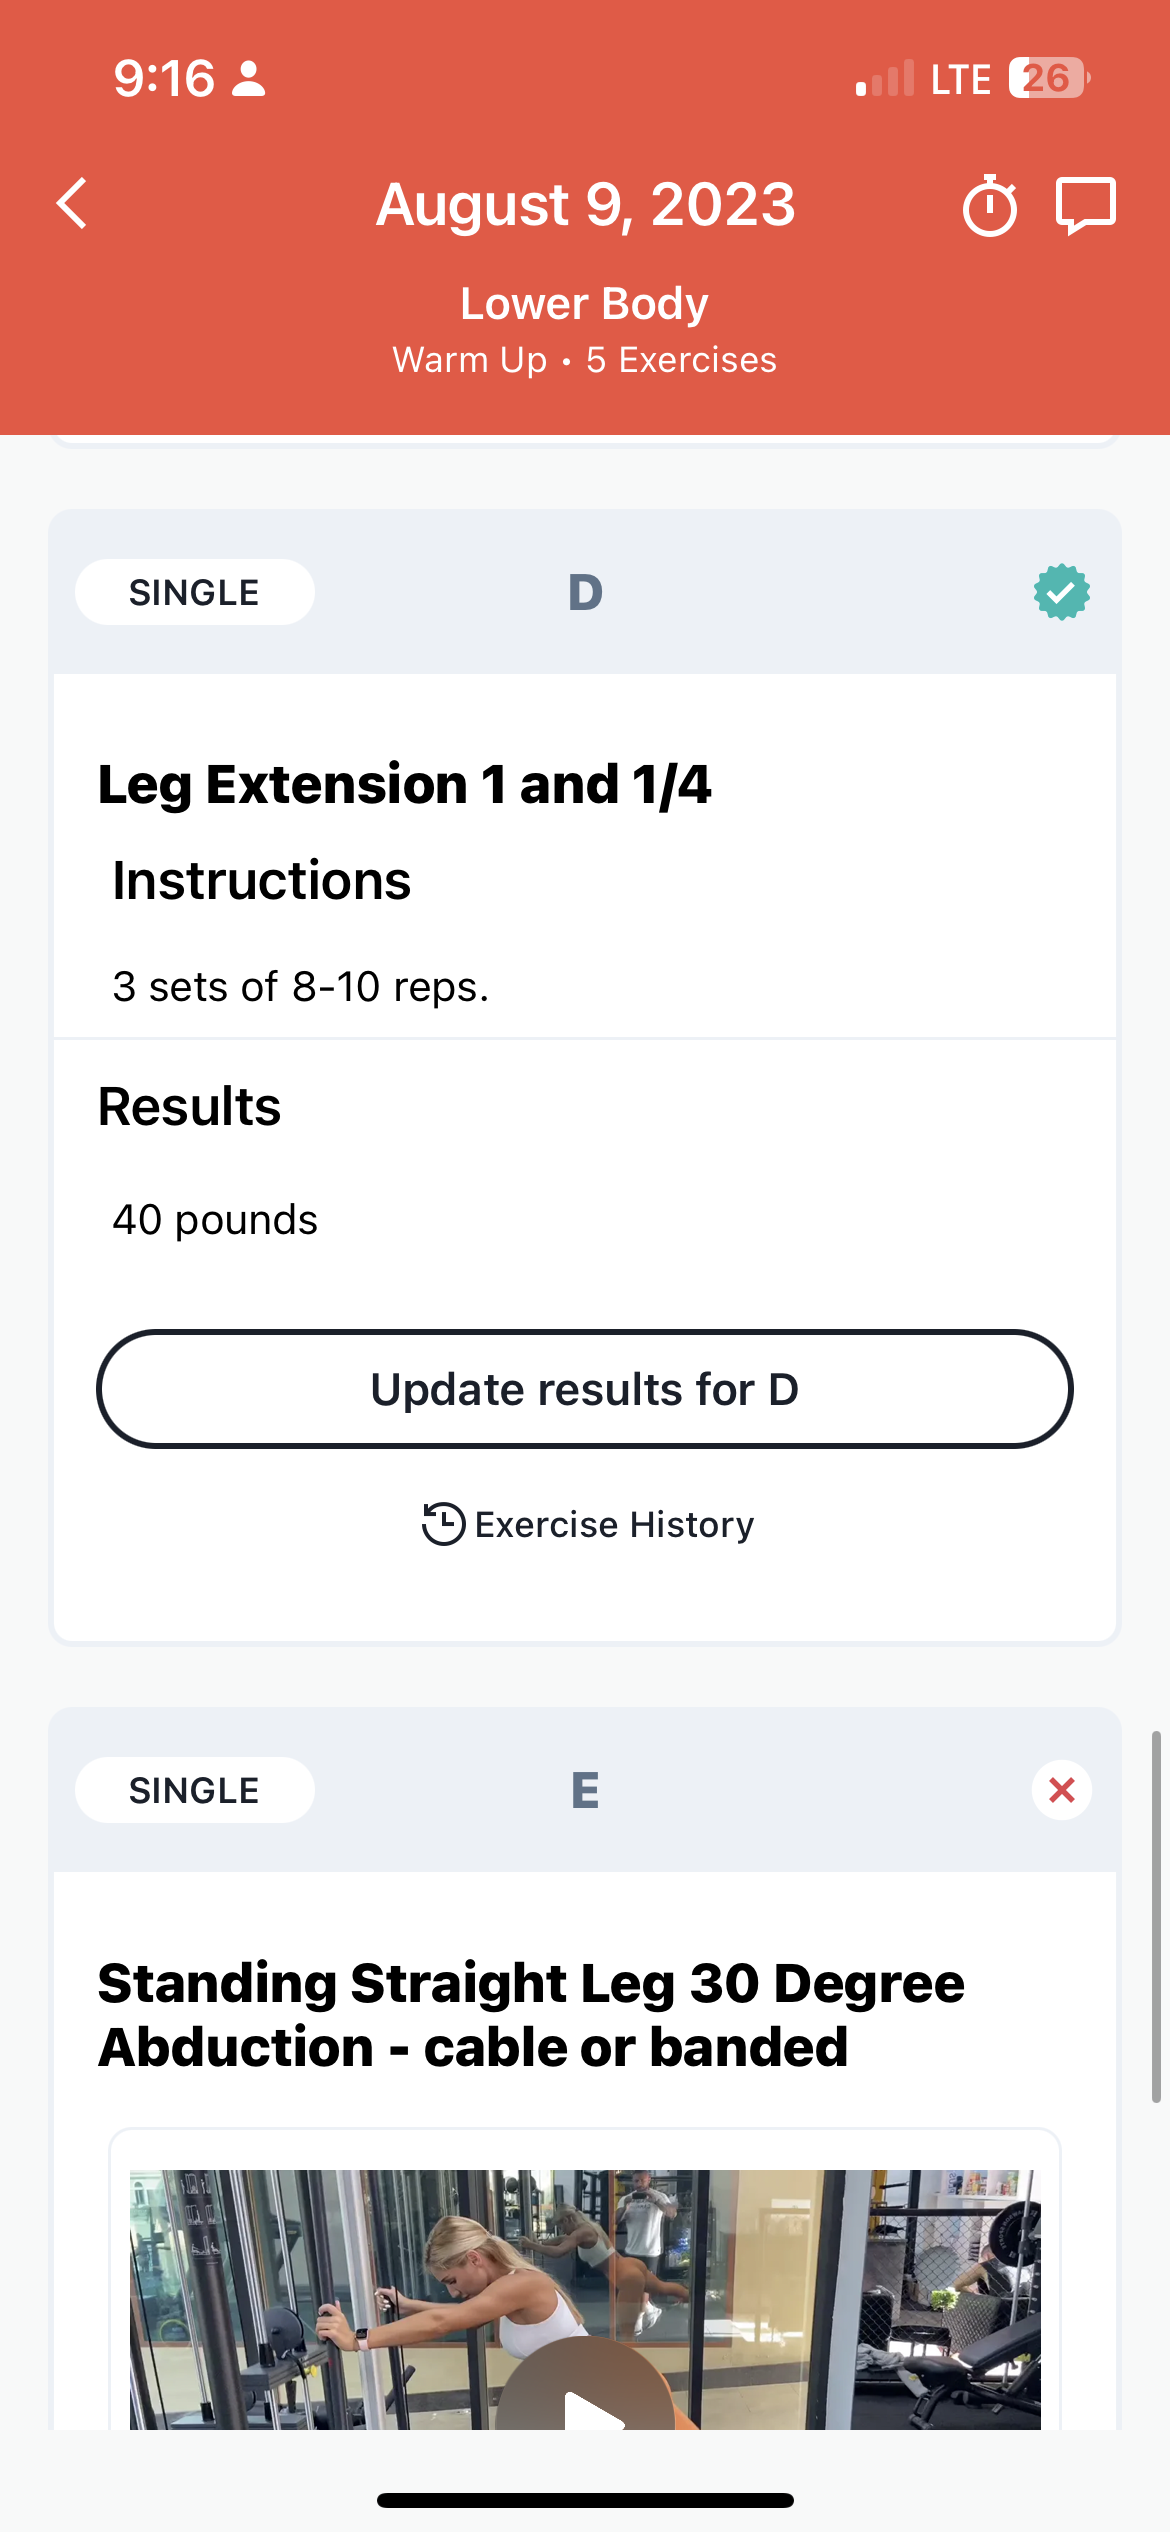 9:16
LTE
26
August 9, 2023
Lower Body
Warm Up • 5 Exercises
SINGLE
D
Leg Extension 1 and 1/4
Instructions
3 sets of 8-10 reps.
Results
40 pounds
Update results for D
Exercise History
SINGLE
E
Standing Straight Leg 30 Degree
Abduction - cable or banded